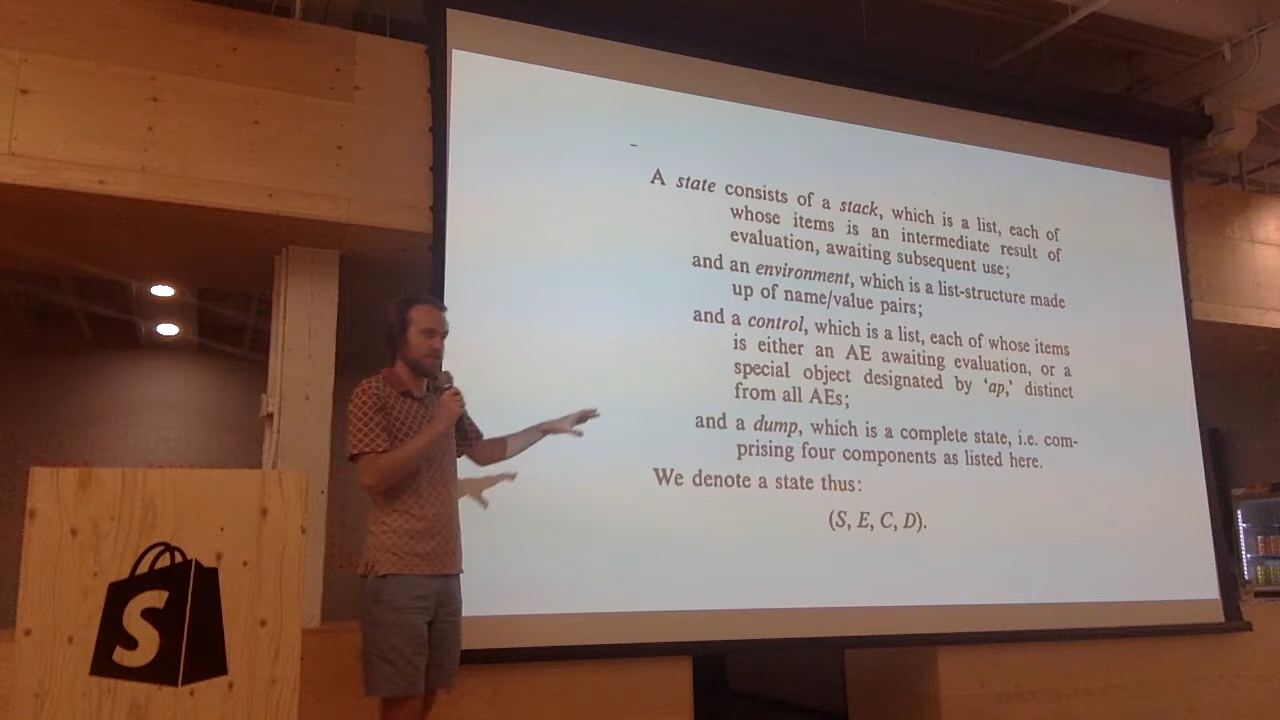 A state consists of a stack, which is a list, each of
whose items is an intermediate result of
evaluation, awaiting subsequent use;
and an environment, which is a list-structure made
up of name/value pairs;
and a control, which is a list, each of whose items
is either an AE awaiting evaluation, or a
special object designated by ‘ap,’ distinct
from all AEs;
and a dump, which is a complete state, i.e. com-
prising four components as listed here.
We denote a state thus:
(S, E, C, D).
S